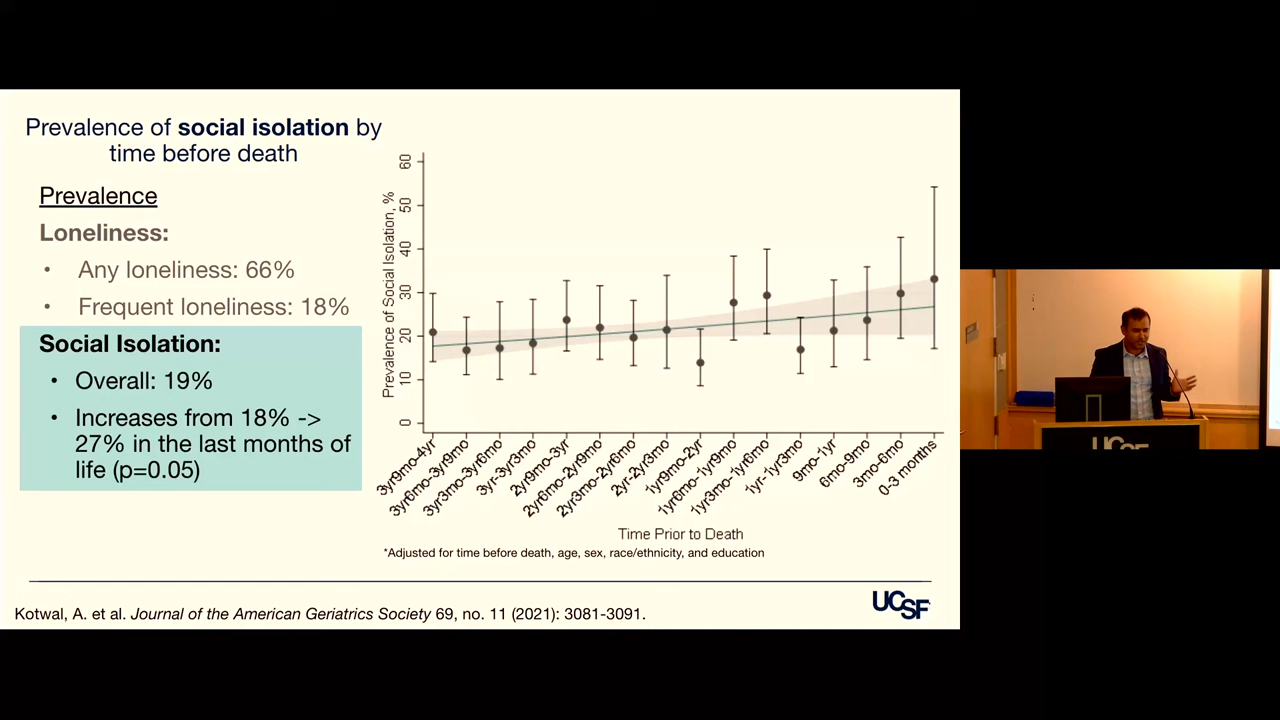 Prevalence of social isolation by
time before death
Prevalence
Loneliness:
• Any loneliness: 66%
• Frequent loneliness: 18%
Social Isolation:
• Overall: 19%
• Increases from 18% ->
27% in the last months of
life (p=0.05)
Prevalence of Social Isolation, %
60
50
40
30
20
10
0
3yr9mo-4yr
3yr6mo-3yr9mo
3yr3mo-3yr6mo
3yr-3yr3mo
2yr9mo-3yr
2yr6mo-2yr9mo
2yr3mo-2yr6mo
2yr-2yr3mo
1yr9mo-2yr
1yr6mo-1yr9mo
1yr3mo-1yr6mo
1yr-1yr3mo
9mo-1yr
6mo-9mo
3mo-6mo
0-3 months
Time Prior to Death
*Adjusted for time before death, age, sex, race/ethnicity, and education
Kotwal, A. et al. Journal of the American Geriatrics Society 69, no. 11 (2021): 3081-3091.
UCSF
UCSF